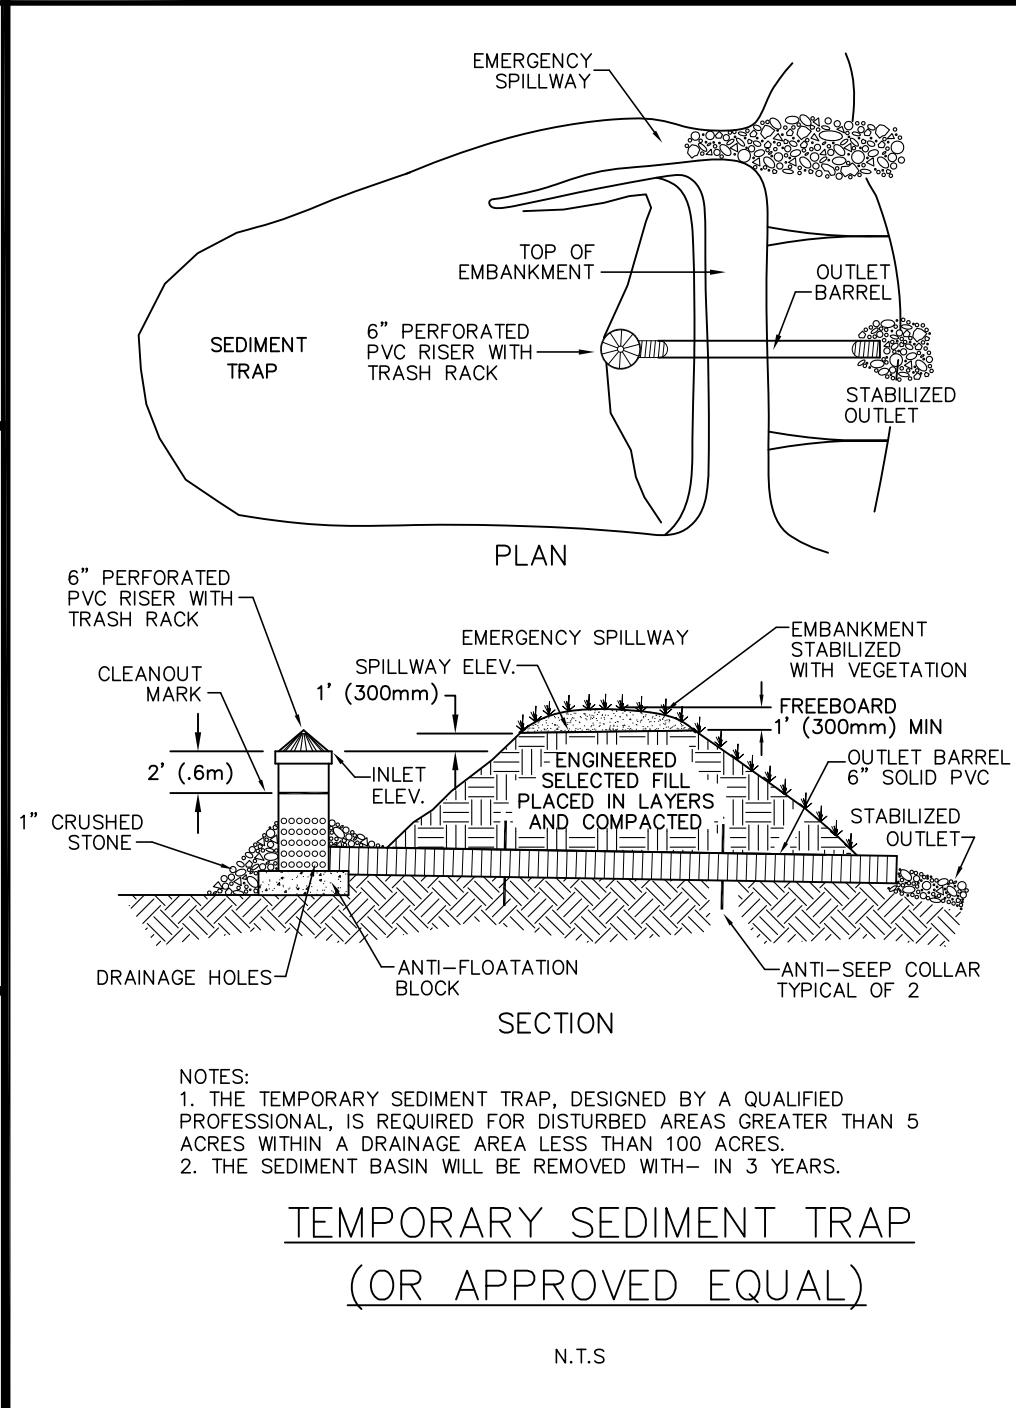 EMERGENCY
SPILLWAY
TOP OF
EMBANKMENT
OUTLET
BARREL
6" PERFORATED
PVC RISER WITH
TRASH RACK
SEDIMENT
TRAP
STABILIZED
OUTLET
PLAN
6" PERFORATED
PVC RISER WITH
TRASH RACK
EMERGENCY SPILLWAY
EMBANKMENT
STABILIZED
WITH VEGETATION
SPILLWAY ELEV.
CLEANOUT
MARK
1' (300mm)
FREEBOARD
1' (300mm) MIN
2' (.6m)
INLET
ELEV.
ENGINEERED
SELECTED FILL
PLACED IN LAYERS
AND COMPACTED
OUTLET BARREL
6" SOLID PVC
1" CRUSHED
STONE
STABILIZED
OUTLET
DRAINAGE HOLES
ANTI-FLOATATION
BLOCK
ANTI-SEEP COLLAR
TYPICAL OF 2
SECTION
NOTES:
1. THE TEMPORARY SEDIMENT TRAP, DESIGNED BY A QUALIFIED
PROFESSIONAL, IS REQUIRED FOR DISTURBED AREAS GREATER THAN 5
ACRES WITHIN A DRAINAGE AREA LESS THAN 100 ACRES.
2. THE SEDIMENT BASIN WILL BE REMOVED WITH- IN 3 YEARS.
TEMPORARY SEDIMENT TRAP
(OR APPROVED EQUAL)
N.T.S